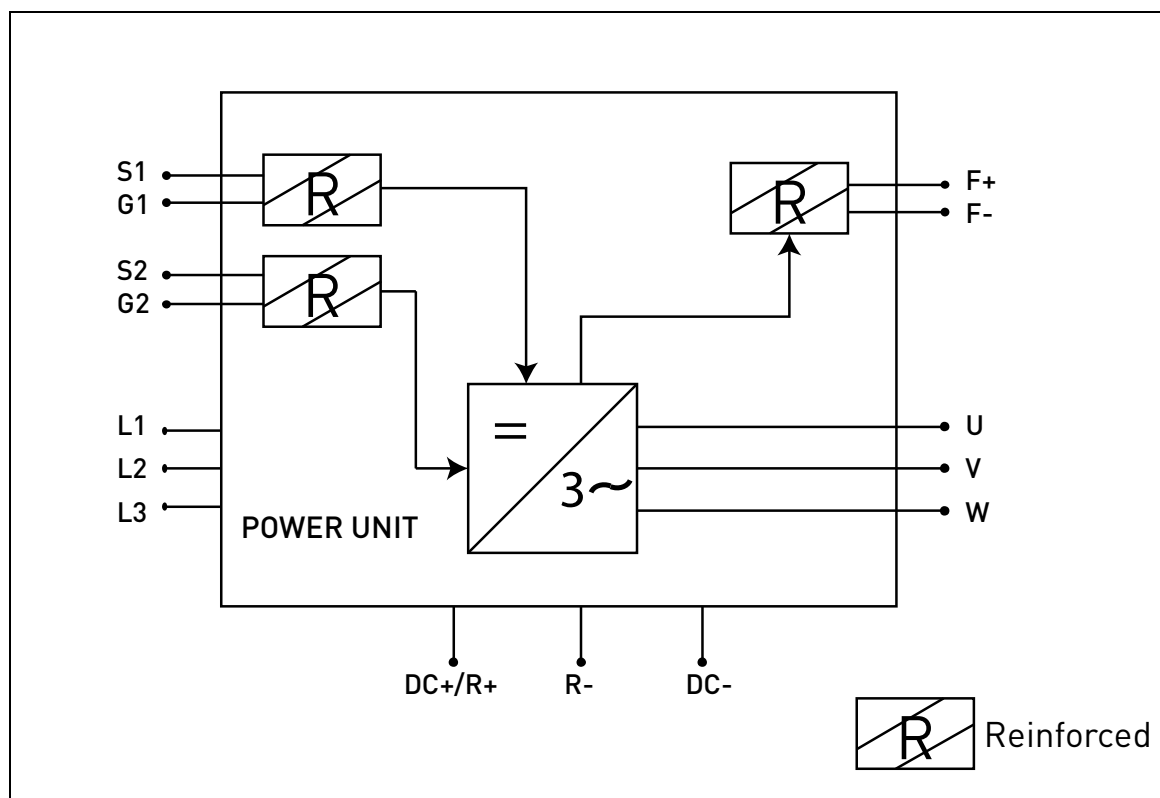 S1
G1
R
S2
G2
R
R
F+
F-
L1
L2
L3
POWER UNIT
=
3~
U
V
W
DC+/R+
R-
DC-
R
Reinforced